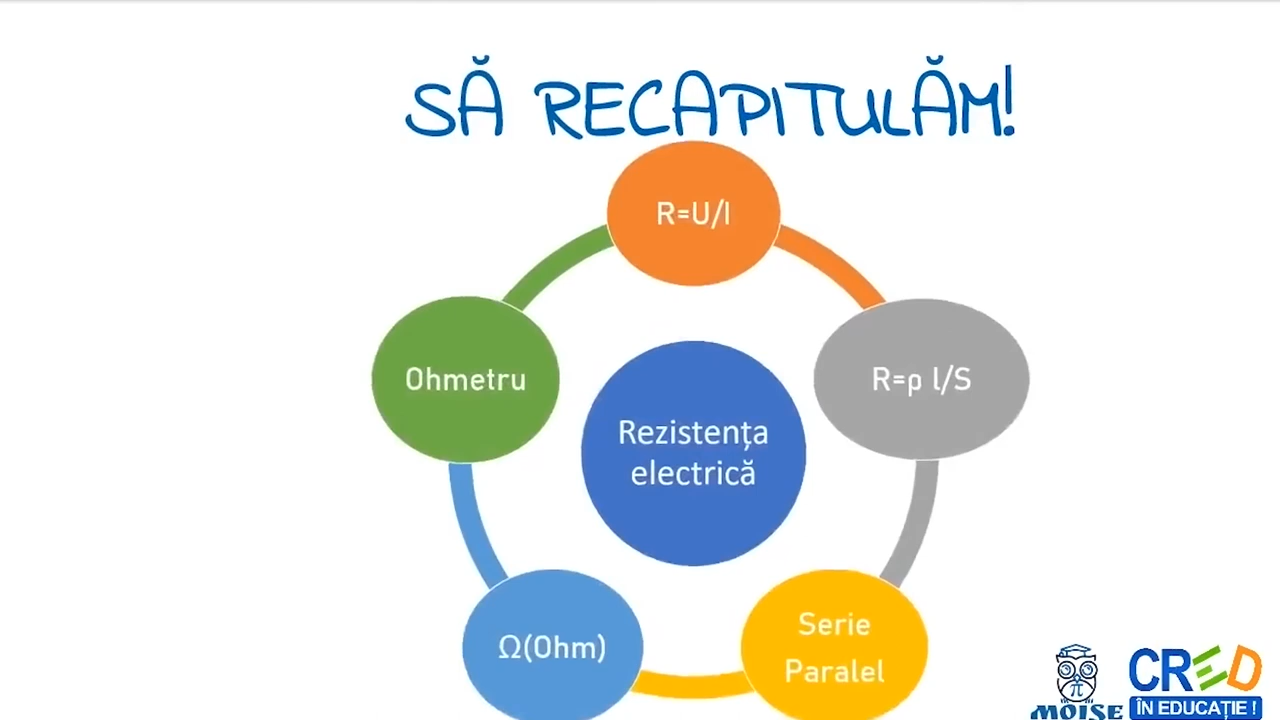 SĂ RECAPITULĂM!
R=U/I
Ohmetru
R=ρ l/S
Rezistența
electrică
Ω(Ohm)
Serie
Paralel
π
MOISE
CRED
ÎN EDUCAȚIE !